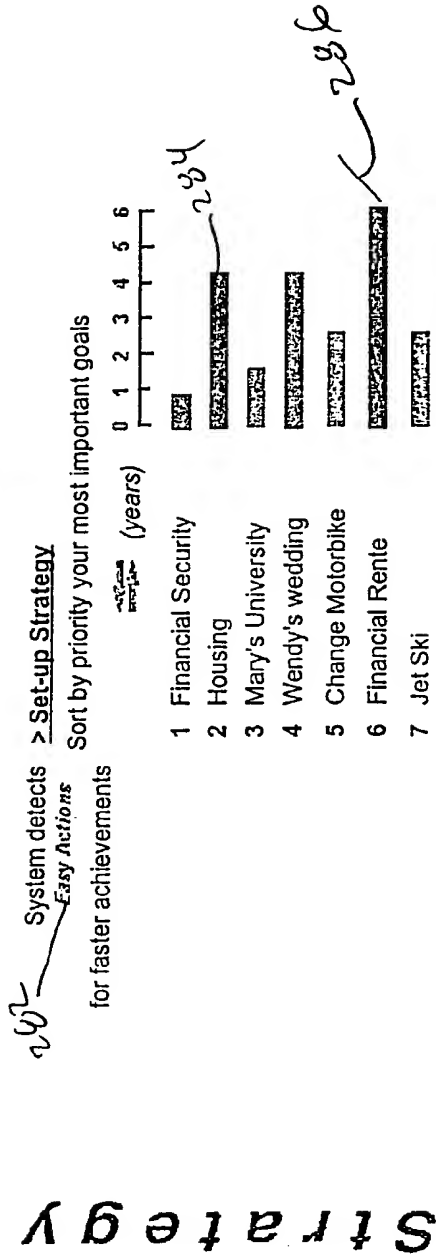 Strategy
282
System detects > Set-up Strategy
Easy Actions Sort by priority your most important goals
for faster achievements
(years) 0 1 2 3 4 5 6
1 Financial Security
2 Housing
3 Mary's University
4 Wendy's wedding
5 Change Motorbike
6 Financial Rente
7 Jet Ski
284
286